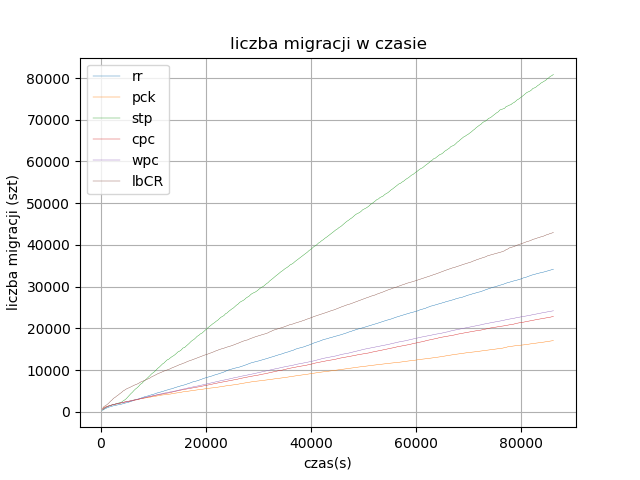 liczba migracji w czasie
liczba migracji (szt)
80000
70000
60000
50000
40000
30000
20000
10000
0
rr
pck
stp
cpc
wpc
lbCR
0
20000
40000
60000
80000
czas(s)